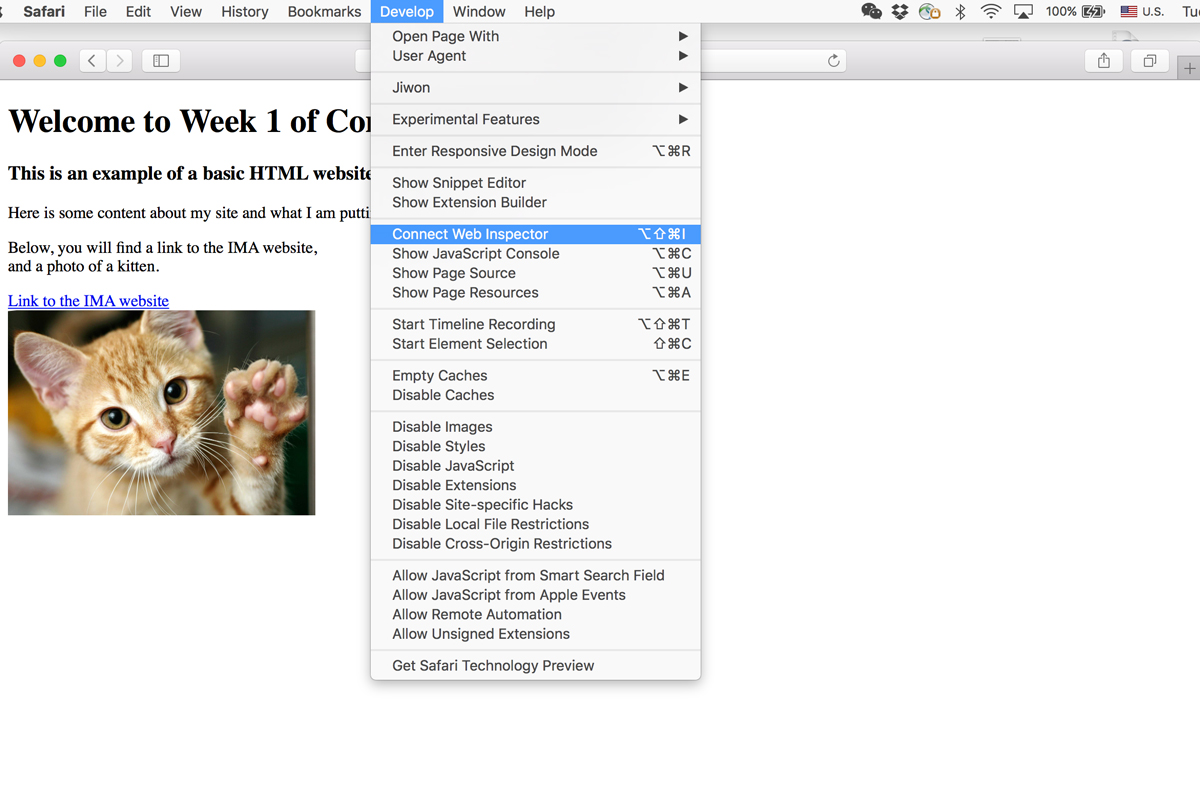 Safari File Edit View History Bookmarks Develop Window Help 100% U.S.
Open Page With ▶
User Agent ▶
Jiwon ▶
Experimental Features ▶
Enter Responsive Design Mode ⌥⌘R
Show Snippet Editor
Show Extension Builder
Connect Web Inspector ⌥⇧⌘I
Show JavaScript Console ⌥⌘C
Show Page Source ⌥⌘U
Show Page Resources ⌥⌘A
Start Timeline Recording ⌥⇧⌘T
Start Element Selection ⇧⌘C
Empty Caches ⌥⌘E
Disable Caches
Disable Images
Disable Styles
Disable JavaScript
Disable Extensions
Disable Site-specific Hacks
Disable Local File Restrictions
Disable Cross-Origin Restrictions
Allow JavaScript from Smart Search Field
Allow JavaScript from Apple Events
Allow Remote Automation
Allow Unsigned Extensions
Get Safari Technology Preview
Welcome to Week 1 of
This is an example of a basic HTML website
Here is some content about my site and what I am
Below, you will find a link to the IMA website,
and a photo of a kitten.
Link to the IMA website